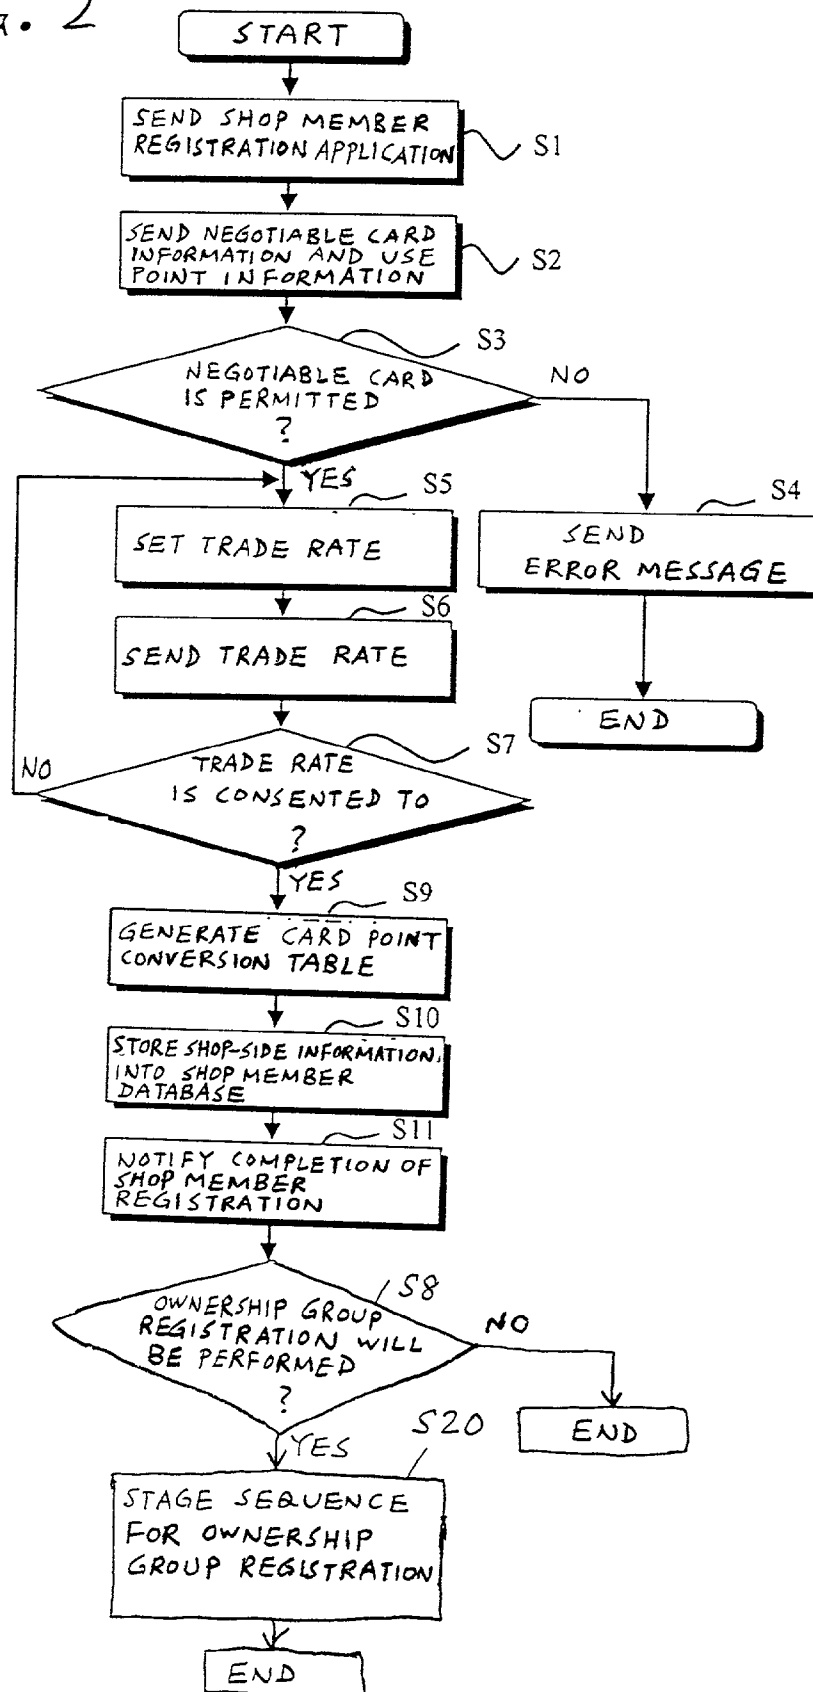 . 2
START
SEND SHOP MEMBER
REGISTRATION APPLICATION
S1
SEND NEGOTIABLE CARD
INFORMATION AND USE
POINT INFORMATION
S2
S3
NEGOTIABLE CARD
IS PERMITTED
?
NO
YES
S5
S4
SET TRADE RATE
SEND
ERROR MESSAGE
S6
SEND TRADE RATE
END
S7
NO
TRADE RATE
IS CONSENTED TO
?
YES
S9
GENERATE CARD POINT
CONVERSION TABLE
S10
STORE SHOP-SIDE INFORMATION
INTO SHOP MEMBER
DATABASE
S11
NOTIFY COMPLETION OF
SHOP MEMBER
REGISTRATION
S8
OWNERSHIP GROUP
REGISTRATION WILL
BE PERFORMED
?
NO
END
YES
S20
STAGE SEQUENCE
FOR OWNERSHIP
GROUP REGISTRATION
END